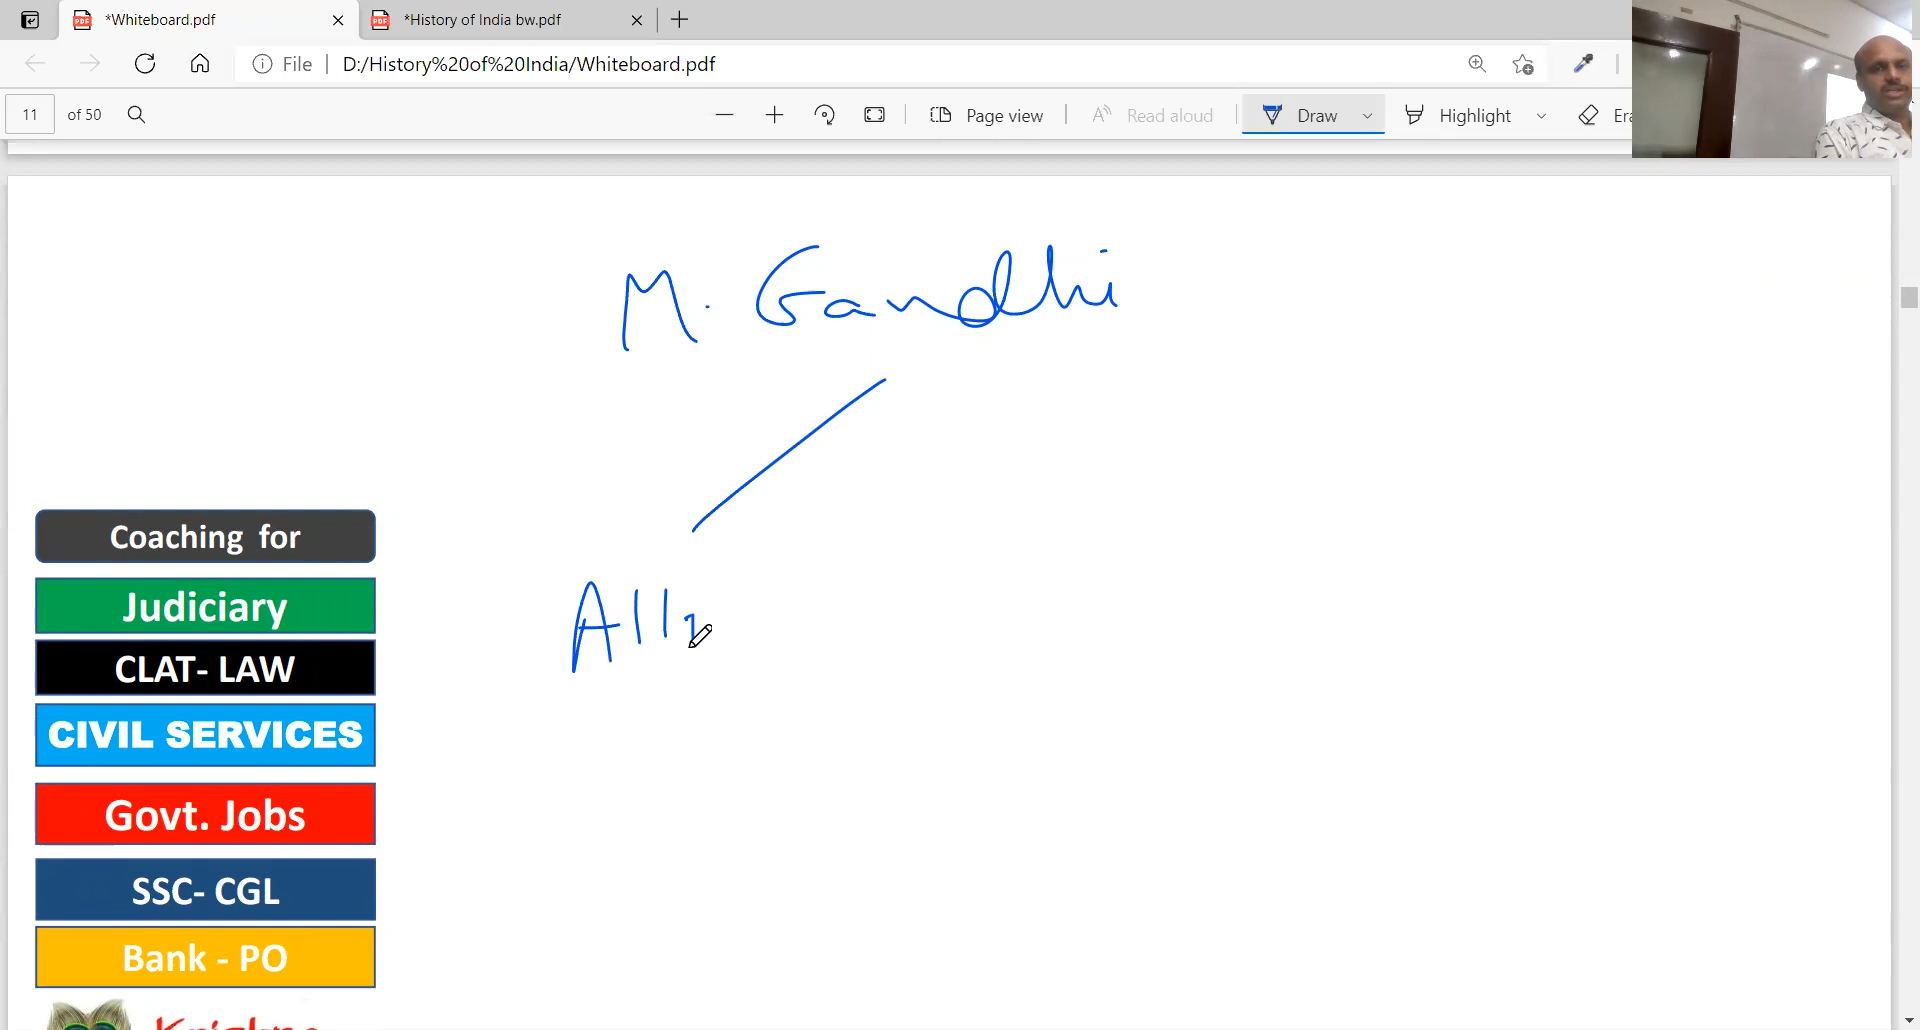 *Whiteboard.pdf
*History of India bw.pdf
File
D:/History%20of%20India/Whiteboard.pdf
11 of 50
Page view
Read aloud
Draw
Highlight
M. Gandhi
Coaching for
Judiciary
CLAT- LAW
CIVIL SERVICES
Govt. Jobs
SSC- CGL
Bank - PO